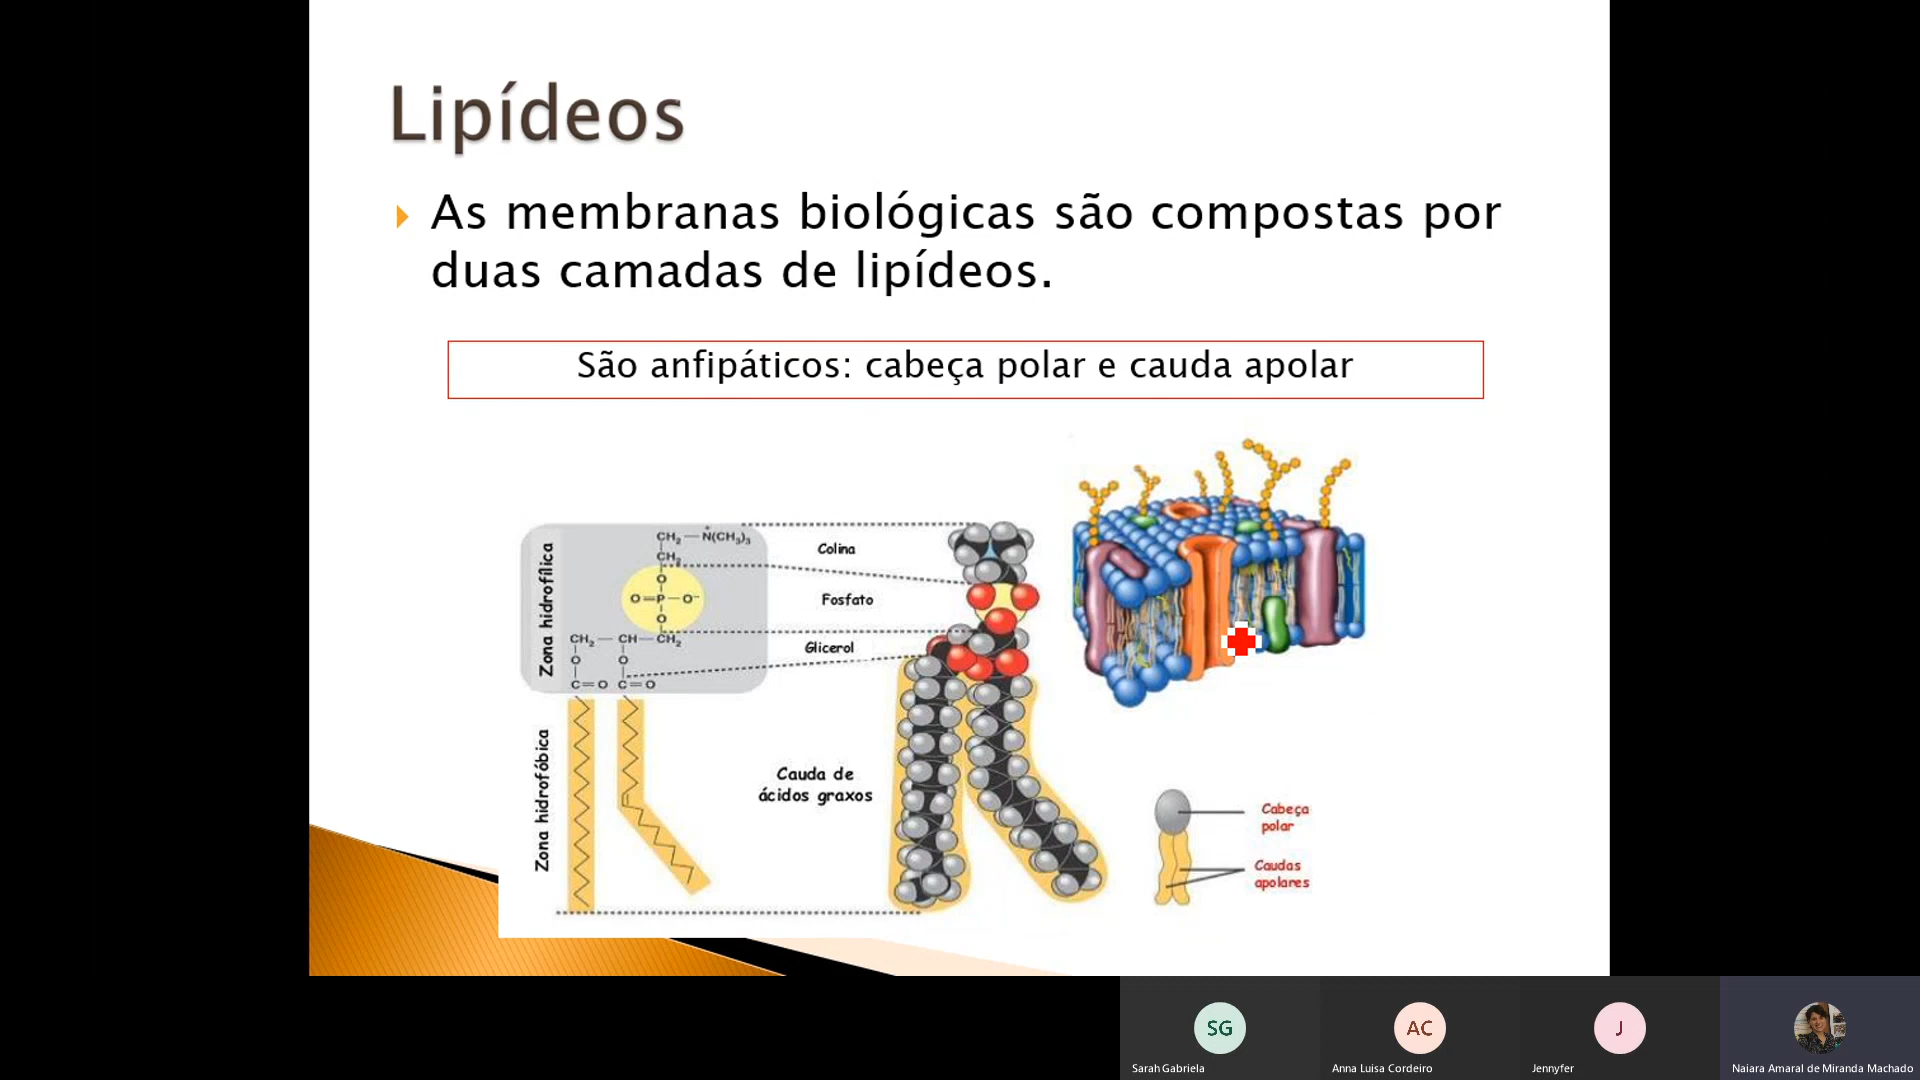 Lipídeos
As membranas biológicas são compostas por
duas camadas de lipídeos.
São anfipáticos: cabeça polar e cauda apolar
Zona hidrofílica
CH₂ — N⁺(CH₃)₃
CH₂
O
O=P—O⁻
O
CH₂ — CH — CH₂
O O
C=O C=O
Colina
Fosfato
Glicerol
Zona hidrofóbica
Cauda de
ácidos graxos
Cabeça
polar
Caudas
apolares
SG
AC
J
Sarah Gabriela
Anna Luisa Cordeiro
Jennyfer
Naiara Amaral de Miranda Machado